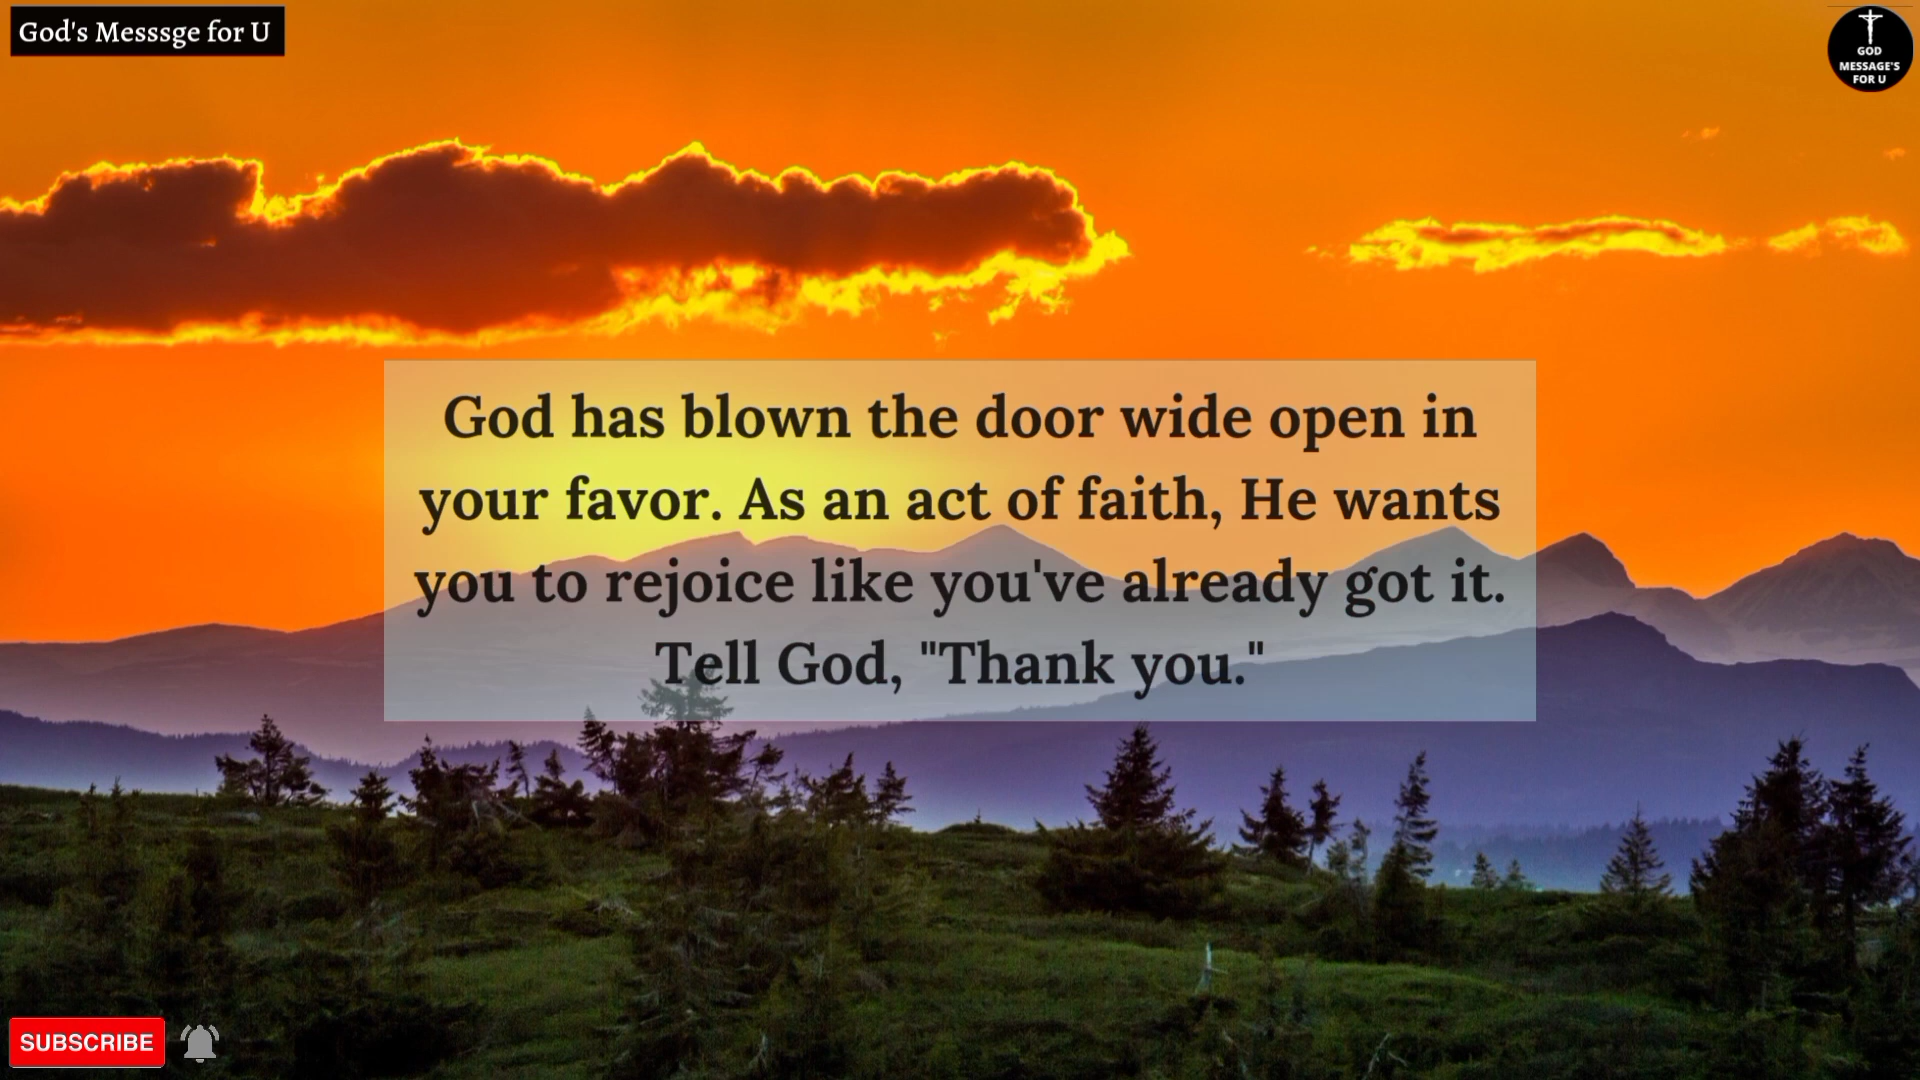 God's Messsge for U
GOD
MESSAGE'S
FOR U
God has blown the door wide open in
your favor. As an act of faith, He wants
you to rejoice like you've already got it.
Tell God, "Thank you."
SUBSCRIBE